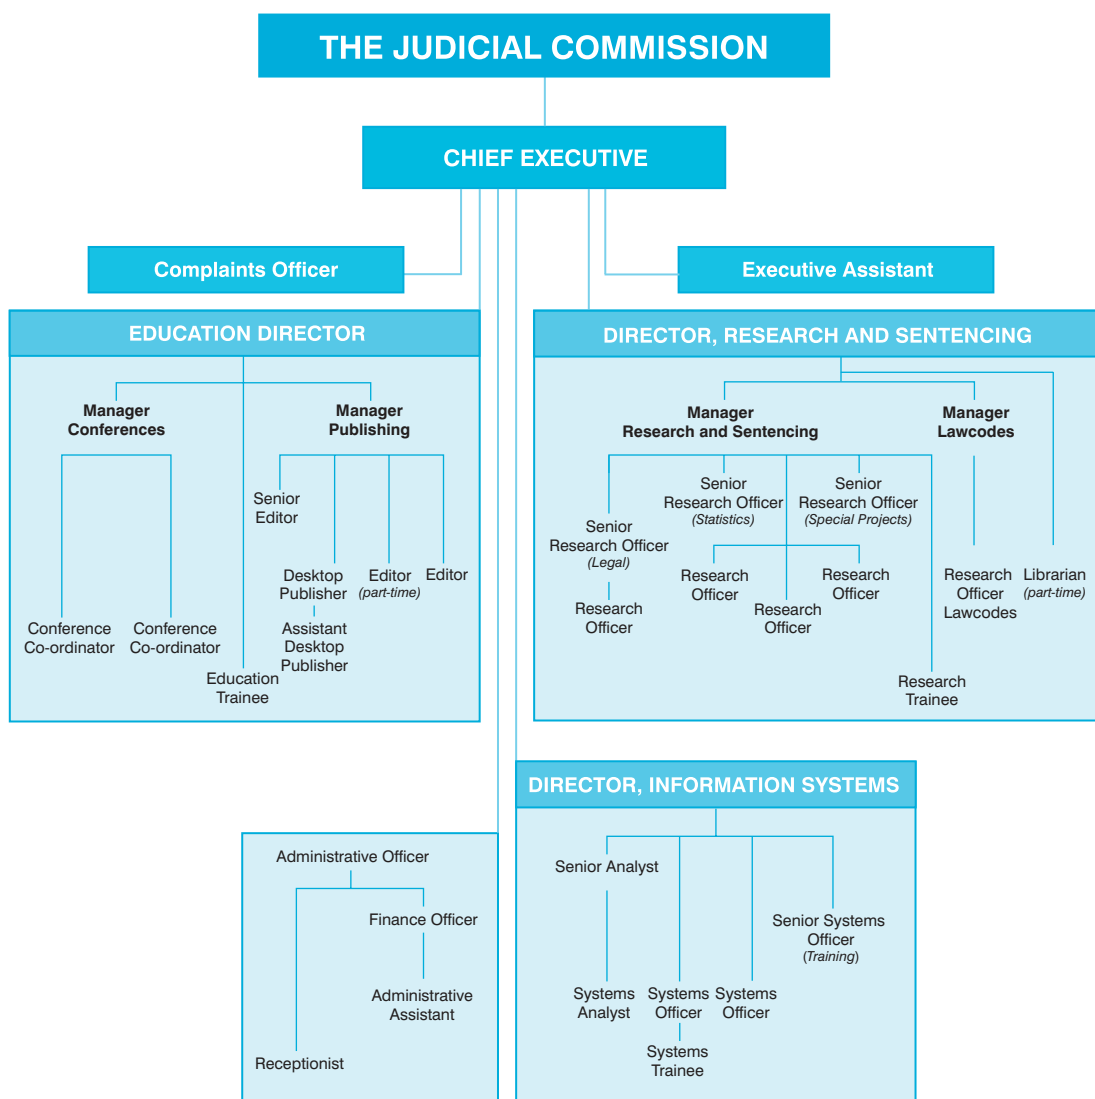 THE JUDICIAL COMMISSION
CHIEF EXECUTIVE
Complaints Officer
Executive Assistant
EDUCATION DIRECTOR
Manager
Conferences
Manager
Publishing
Senior
Editor
Desktop
Publisher
Editor
(part-time)
Editor
Conference
Co-ordinator
Conference
Co-ordinator
Assistant
Desktop
Publisher
Education
Trainee
DIRECTOR, RESEARCH AND SENTENCING
Manager
Research and Sentencing
Manager
Lawcodes
Senior
Research Officer
(Statistics)
Senior
Research Officer
(Special Projects)
Senior
Research Officer
(Legal)
Research
Officer
Research
Officer
Research
Officer
Research
Officer
Research
Officer
Lawcodes
Librarian
(part-time)
Research
Trainee
DIRECTOR, INFORMATION SYSTEMS
Senior Analyst
Senior Systems
Officer
(Training)
Systems
Analyst
Systems
Officer
Systems
Officer
Systems
Trainee
Administrative Officer
Finance Officer
Administrative
Assistant
Receptionist